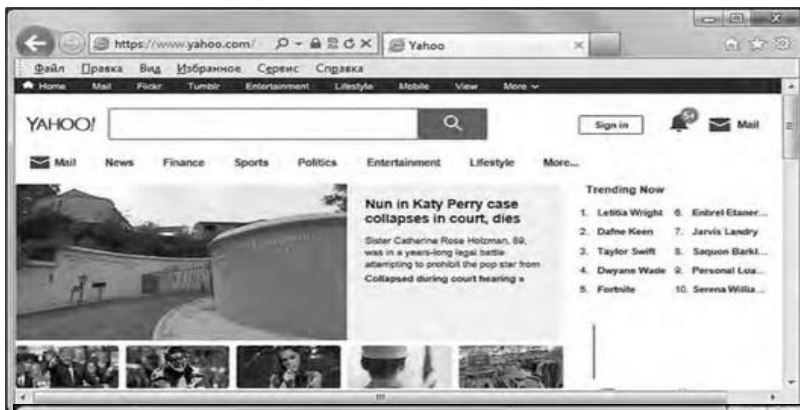 https://www.yahoo.com/
Yahoo
Файл Правка Вид Избранное Сервис Справка
Home Mail Flickr Tumblr Entertainment Lifestyle Mobile View More
YAHOO!
Sign in
54
Mail
Mail News Finance Sports Politics Entertainment Lifestyle More...
Nun in Katy Perry case
collapses in court, dies
Sister Catherine Rose Holzman, 89,
was in a years-long legal battle
attempting to prohibit the pop star from
Collapsed during court hearing »
Trending Now
1. Letitia Wright 6. Enbrel Etaner...
2. Dafne Keen 7. Jarvis Landry
3. Taylor Swift 8. Saquon Barkl...
4. Dwyane Wade 9. Personal Loa...
5. Fortnite 10. Serena Willia...